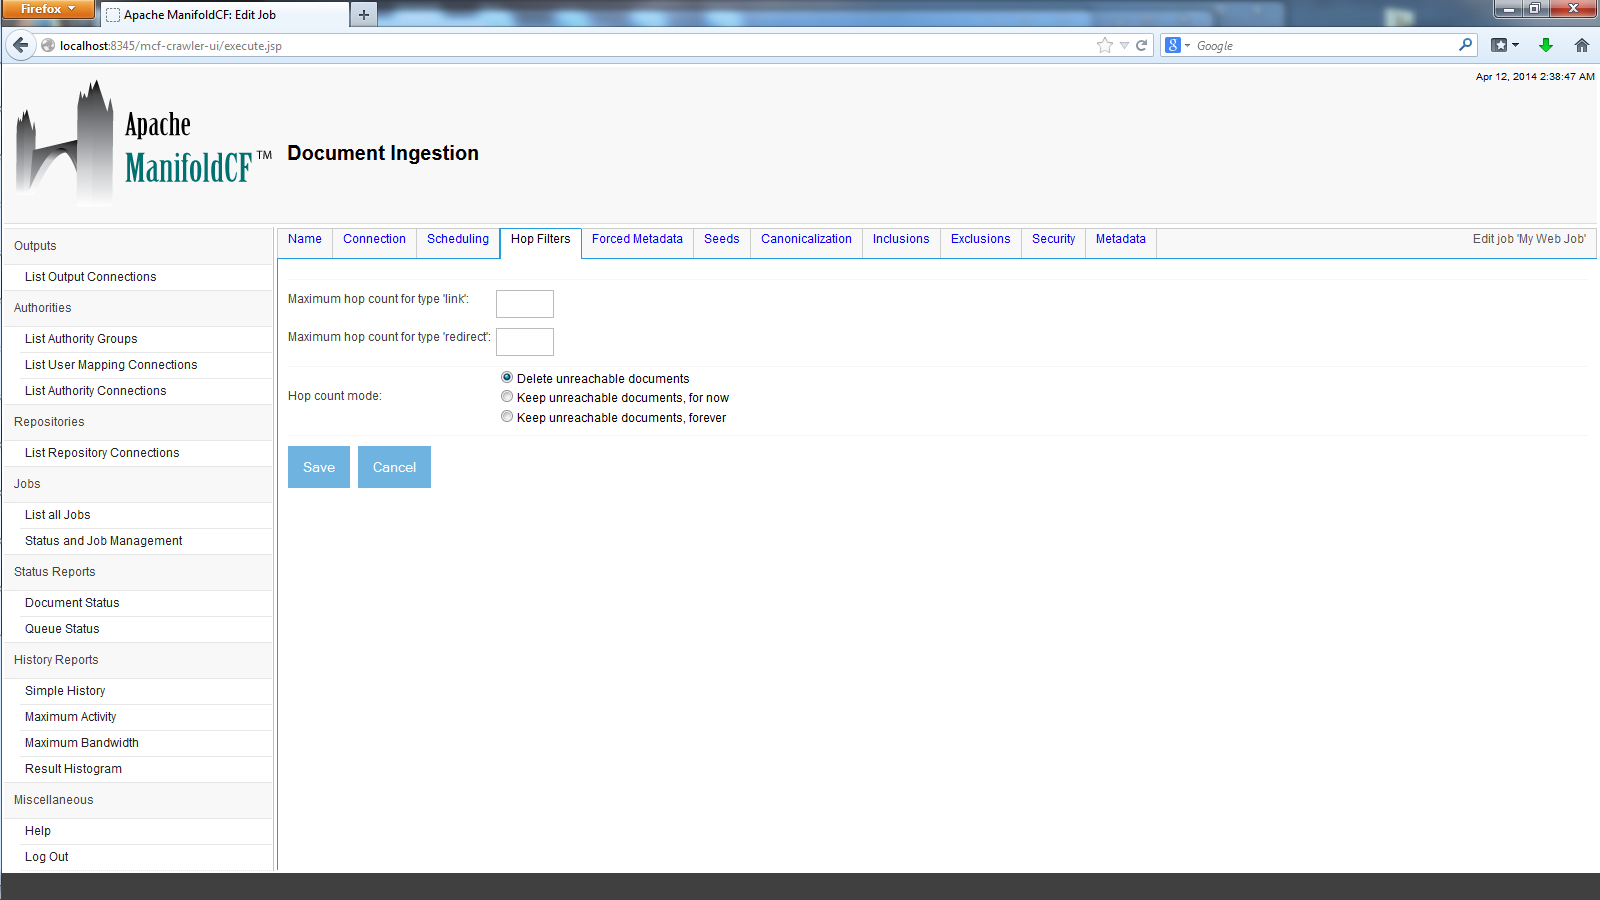 Firefox
Apache ManifoldCF: Edit Job
localhost:8345/mcf-crawler-ui/execute.jsp
Google
Apr 12, 2014 2:38:47 AM
Apache
ManifoldCF™
Document Ingestion
Outputs
List Output Connections
Authorities
List Authority Groups
List User Mapping Connections
List Authority Connections
Repositories
List Repository Connections
Jobs
List all Jobs
Status and Job Management
Status Reports
Document Status
Queue Status
History Reports
Simple History
Maximum Activity
Maximum Bandwidth
Result Histogram
Miscellaneous
Help
Log Out
Name Connection Scheduling Hop Filters Forced Metadata Seeds Canonicalization Inclusions Exclusions Security Metadata Edit job 'My Web Job'
Maximum hop count for type 'link':
Maximum hop count for type 'redirect':
Hop count mode:
Delete unreachable documents
Keep unreachable documents, for now
Keep unreachable documents, forever
Save Cancel